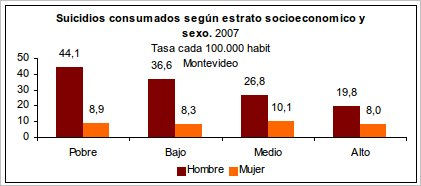 Suicidios consumados según estrato socioeconomico y
sexo. 2007
Tasa cada 100.000 habit
Montevideo
50
40
30
20
10
0
44,1
8,9
36,6
8,3
26,8
10,1
19,8
8,0
Pobre Bajo Medio Alto
Hombre Mujer